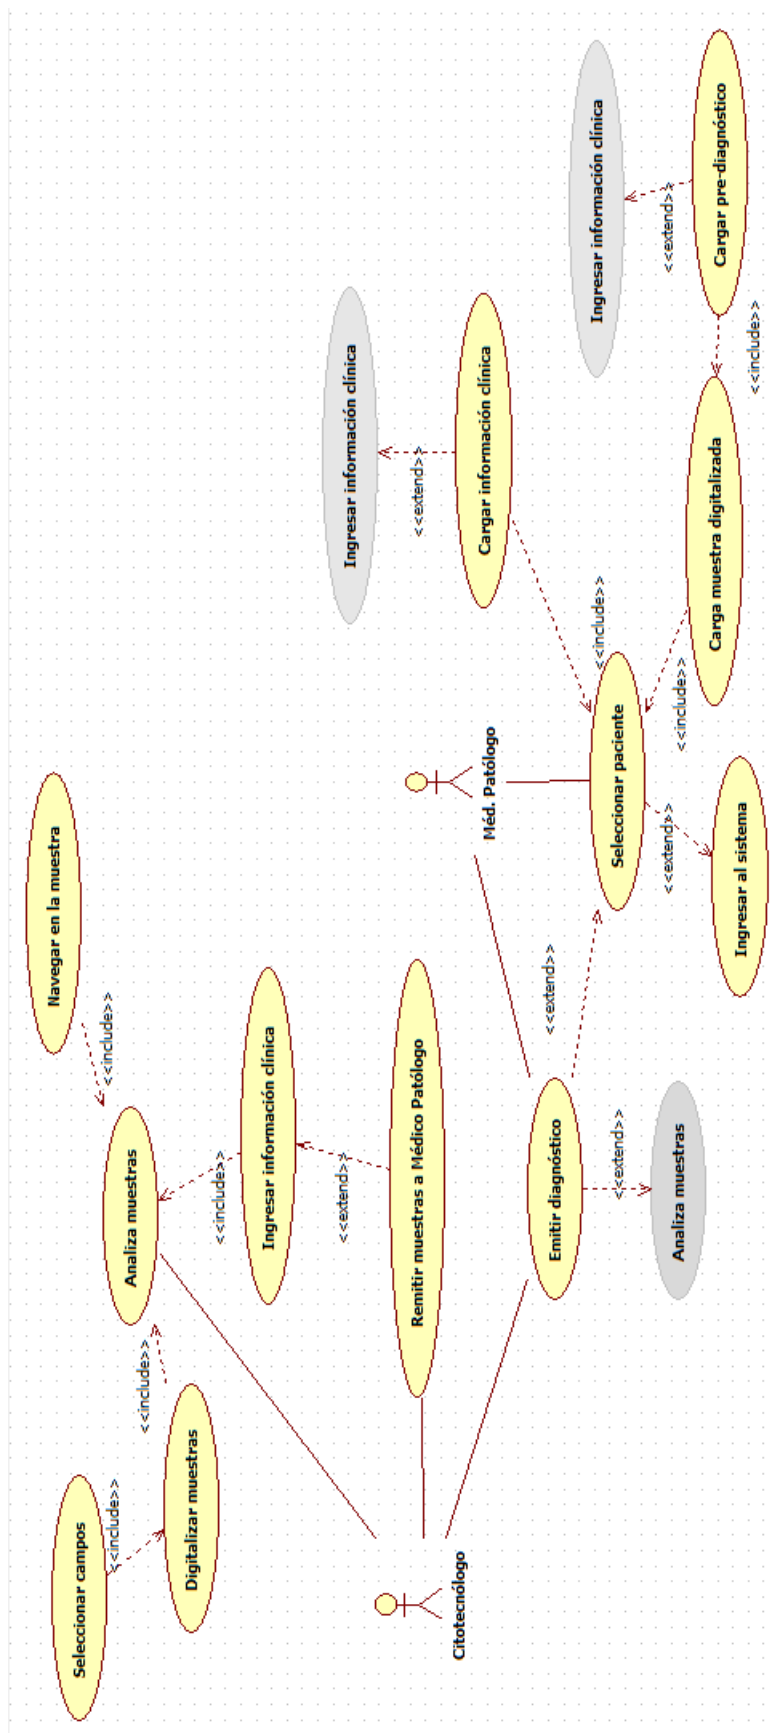 Seleccionar campos
<<include>>
Digitalizar muestras
<<include>>
Analiza muestras
<<include>>
Navegar en la muestra
<<include>>
Ingresar información clínica
<<extend>>
Remitir muestras a Médico Patólogo
Citotecnólogo
Emitir diagnóstico
<<extend>>
Analiza muestras
<<extend>>
Méd. Patólogo
Seleccionar paciente
<<extend>>
Ingresar al sistema
<<include>>
Cargar información clínica
<<extend>>
Ingresar información clínica
<<include>>
Carga muestra digitalizada
<<include>>
Cargar pre-diagnóstico
<<extend>>
Ingresar información clínica